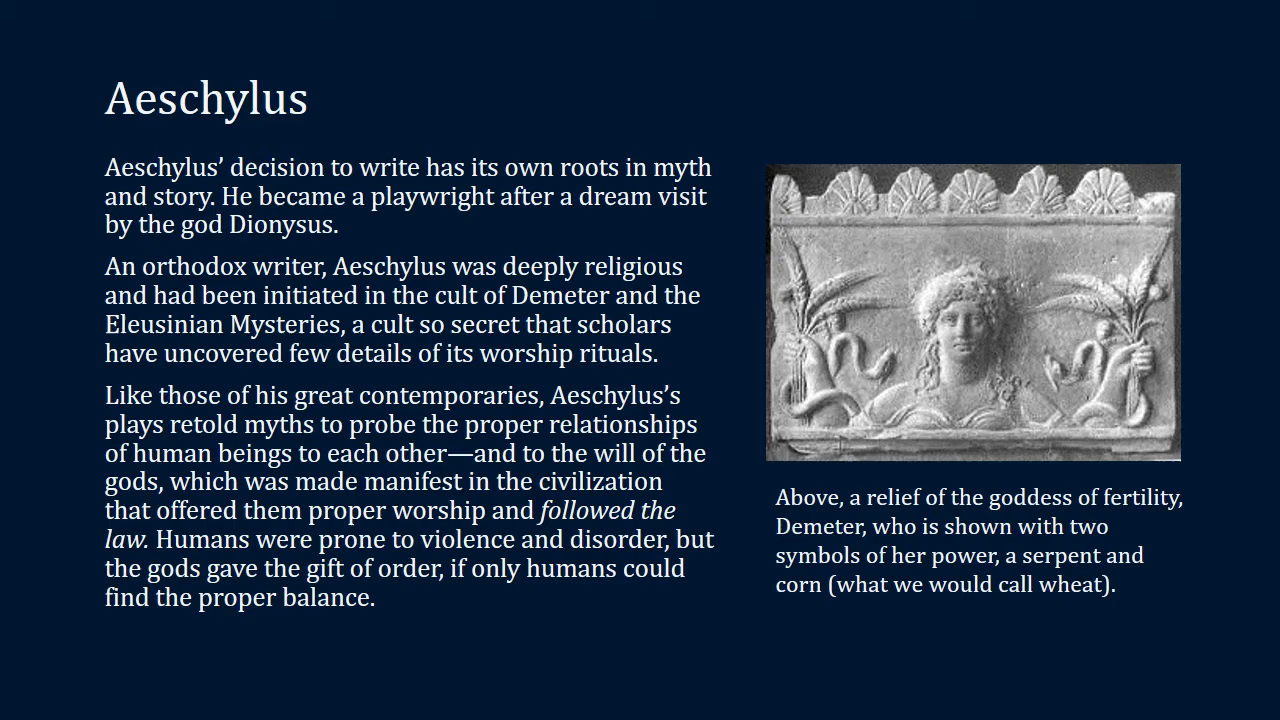 Aeschylus
Aeschylus’ decision to write has its own roots in myth
and story. He became a playwright after a dream visit
by the god Dionysus.
An orthodox writer, Aeschylus was deeply religious
and had been initiated in the cult of Demeter and the
Eleusinian Mysteries, a cult so secret that scholars
have uncovered few details of its worship rituals.
Like those of his great contemporaries, Aeschylus’s
plays retold myths to probe the proper relationships
of human beings to each other—and to the will of the
gods, which was made manifest in the civilization
that offered them proper worship and followed the
law. Humans were prone to violence and disorder, but
the gods gave the gift of order, if only humans could
find the proper balance.
Above, a relief of the goddess of fertility,
Demeter, who is shown with two
symbols of her power, a serpent and
corn (what we would call wheat).